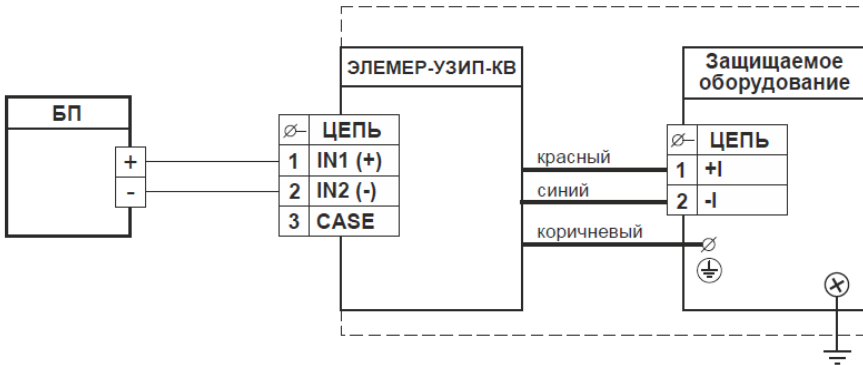 ЭЛЕМЕР-УЗИП-КВ
Защищаемое
оборудование
БП
+
-
ЦЕПЬ
1 IN1 (+)
2 IN2 (-)
3 CASE
красный
синий
коричневый
ЦЕПЬ
1 +I
2 -I